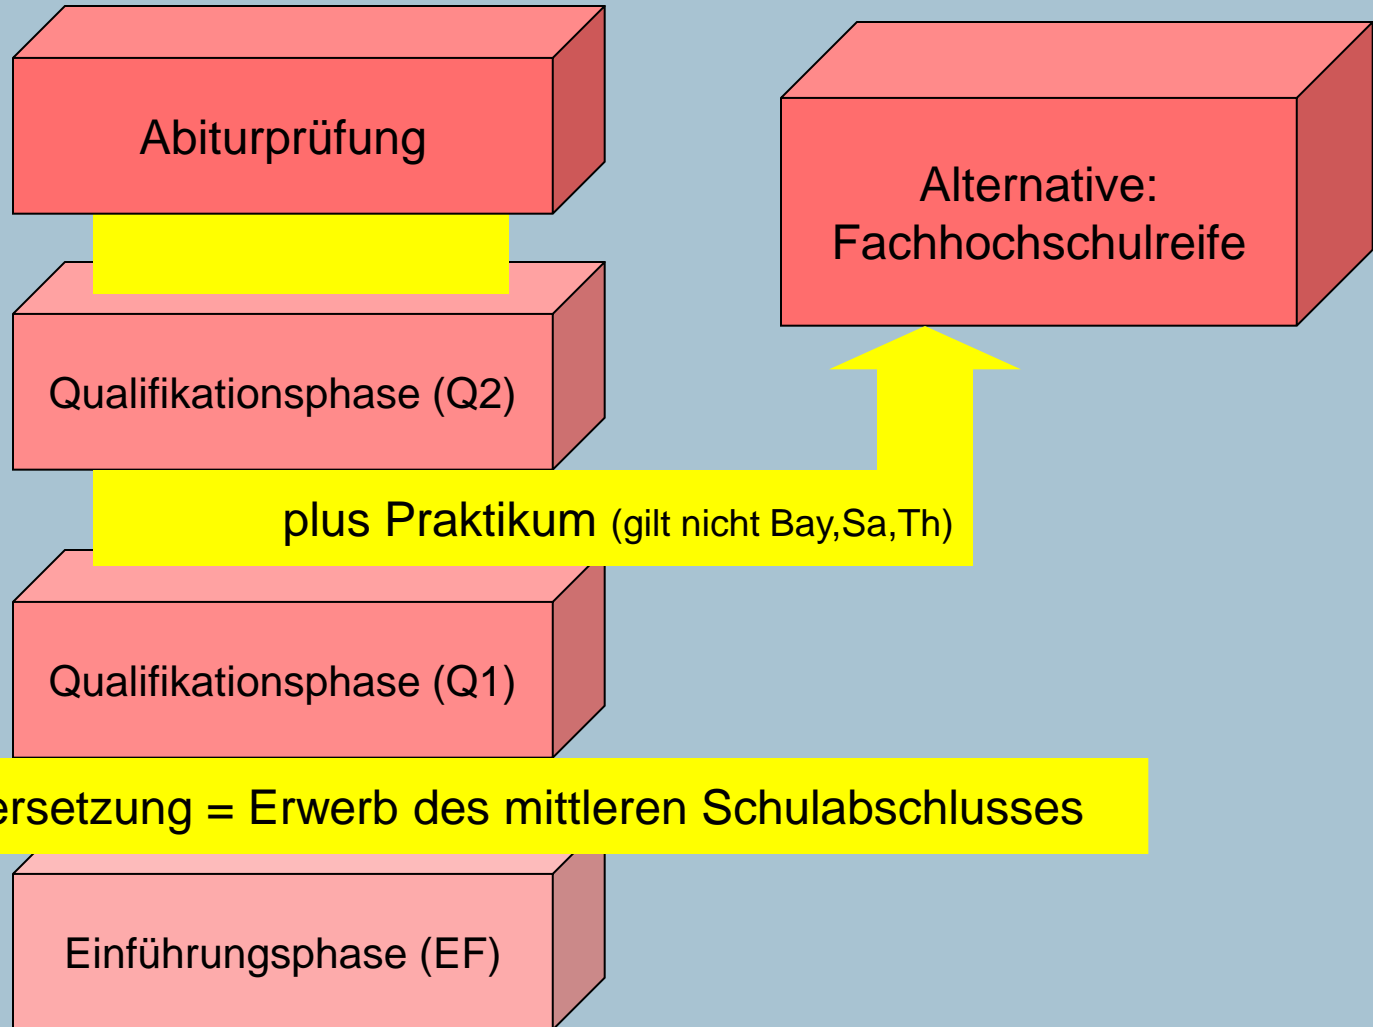 Abiturprüfung
Alternative:
Fachhochschulreife
Qualifikationsphase (Q2)
plus Praktikum (gilt nicht Bay,Sa,Th)
Qualifikationsphase (Q1)
ersetzung = Erwerb des mittleren Schulabschlusses
Einführungsphase (EF)